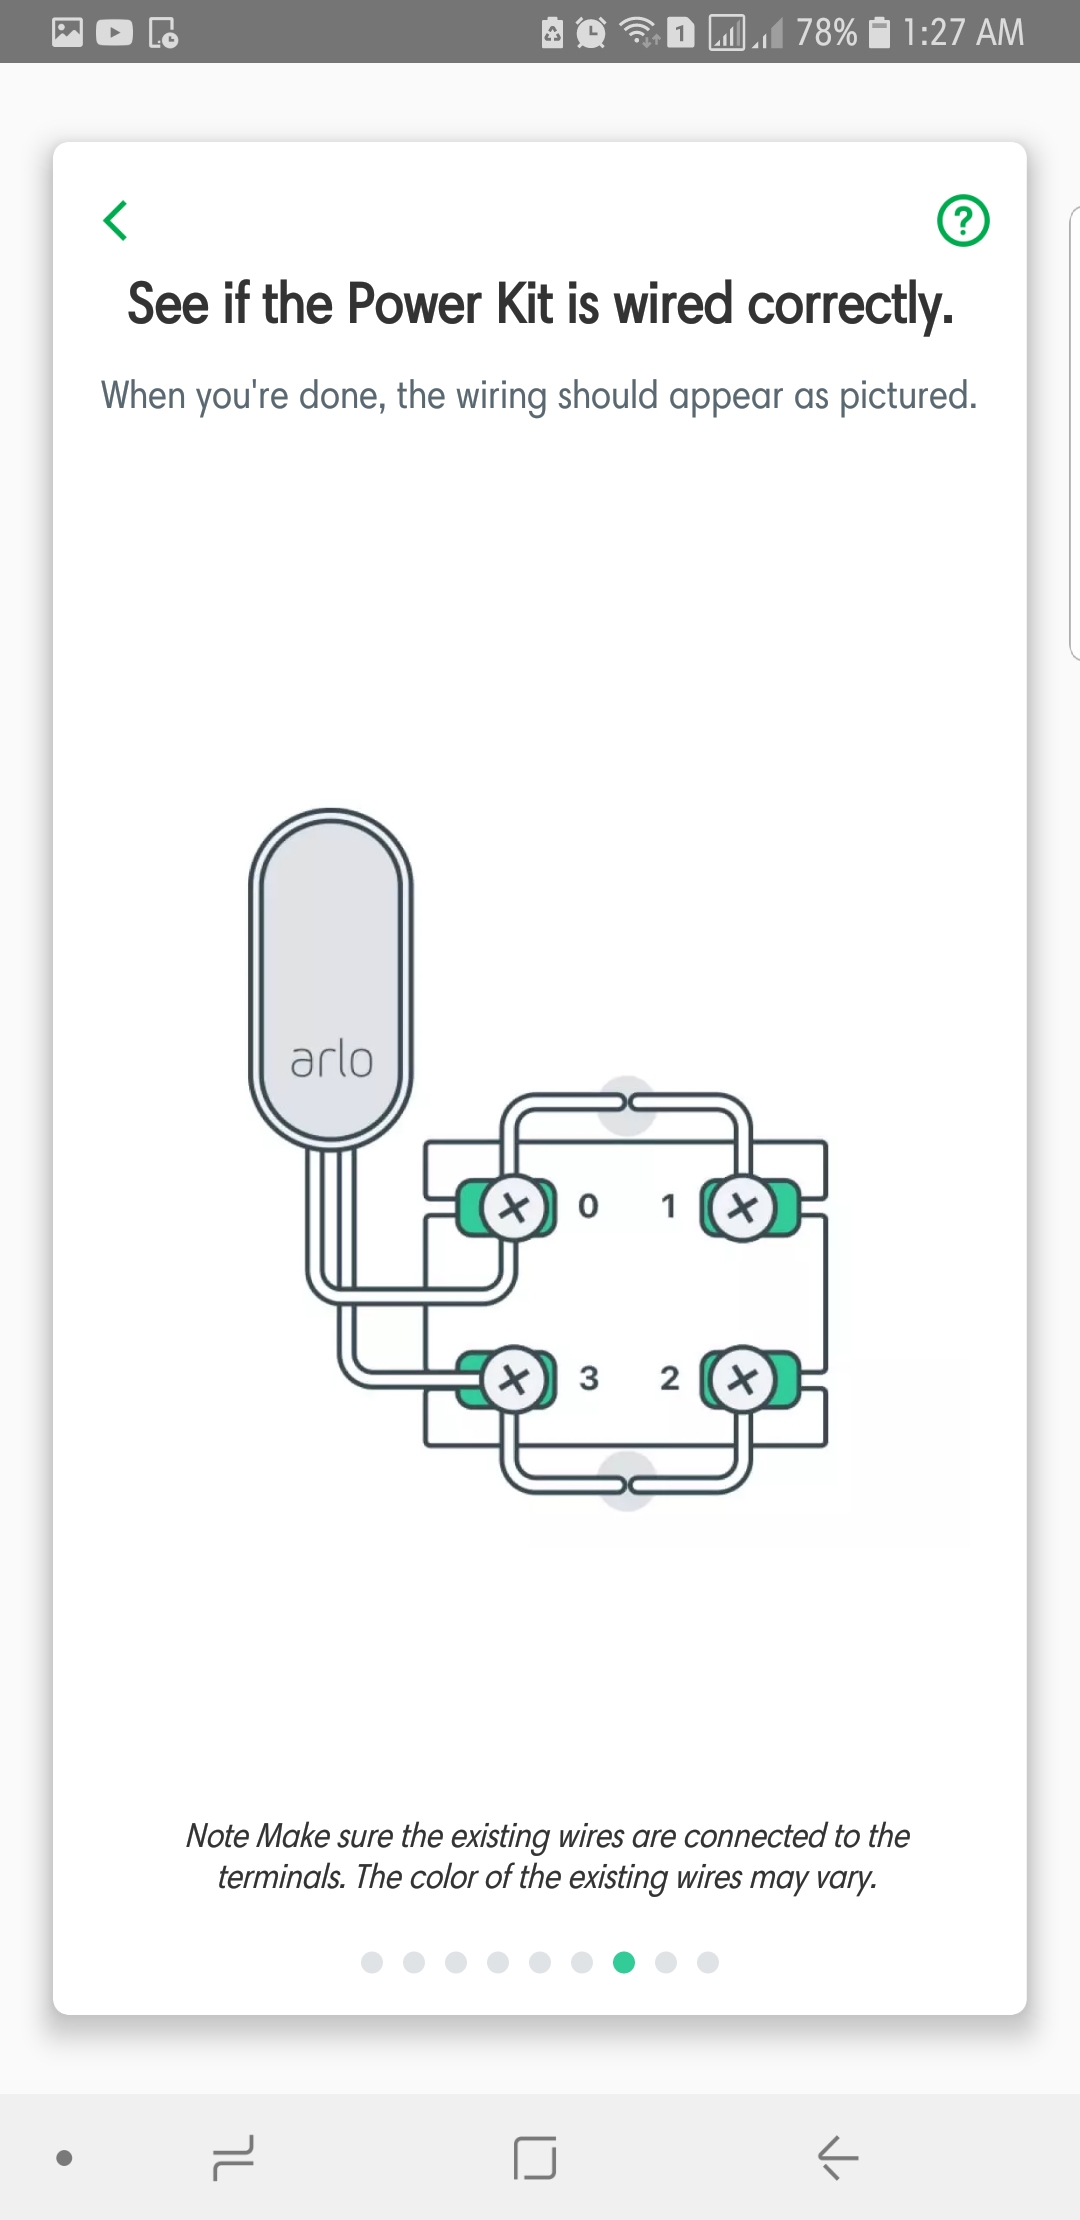 1 78% 1:27 AM
?
See if the Power Kit is wired correctly.
When you're done, the wiring should appear as pictured.
arlo
0 1
3 2
Note Make sure the existing wires are connected to the
terminals. The color of the existing wires may vary.